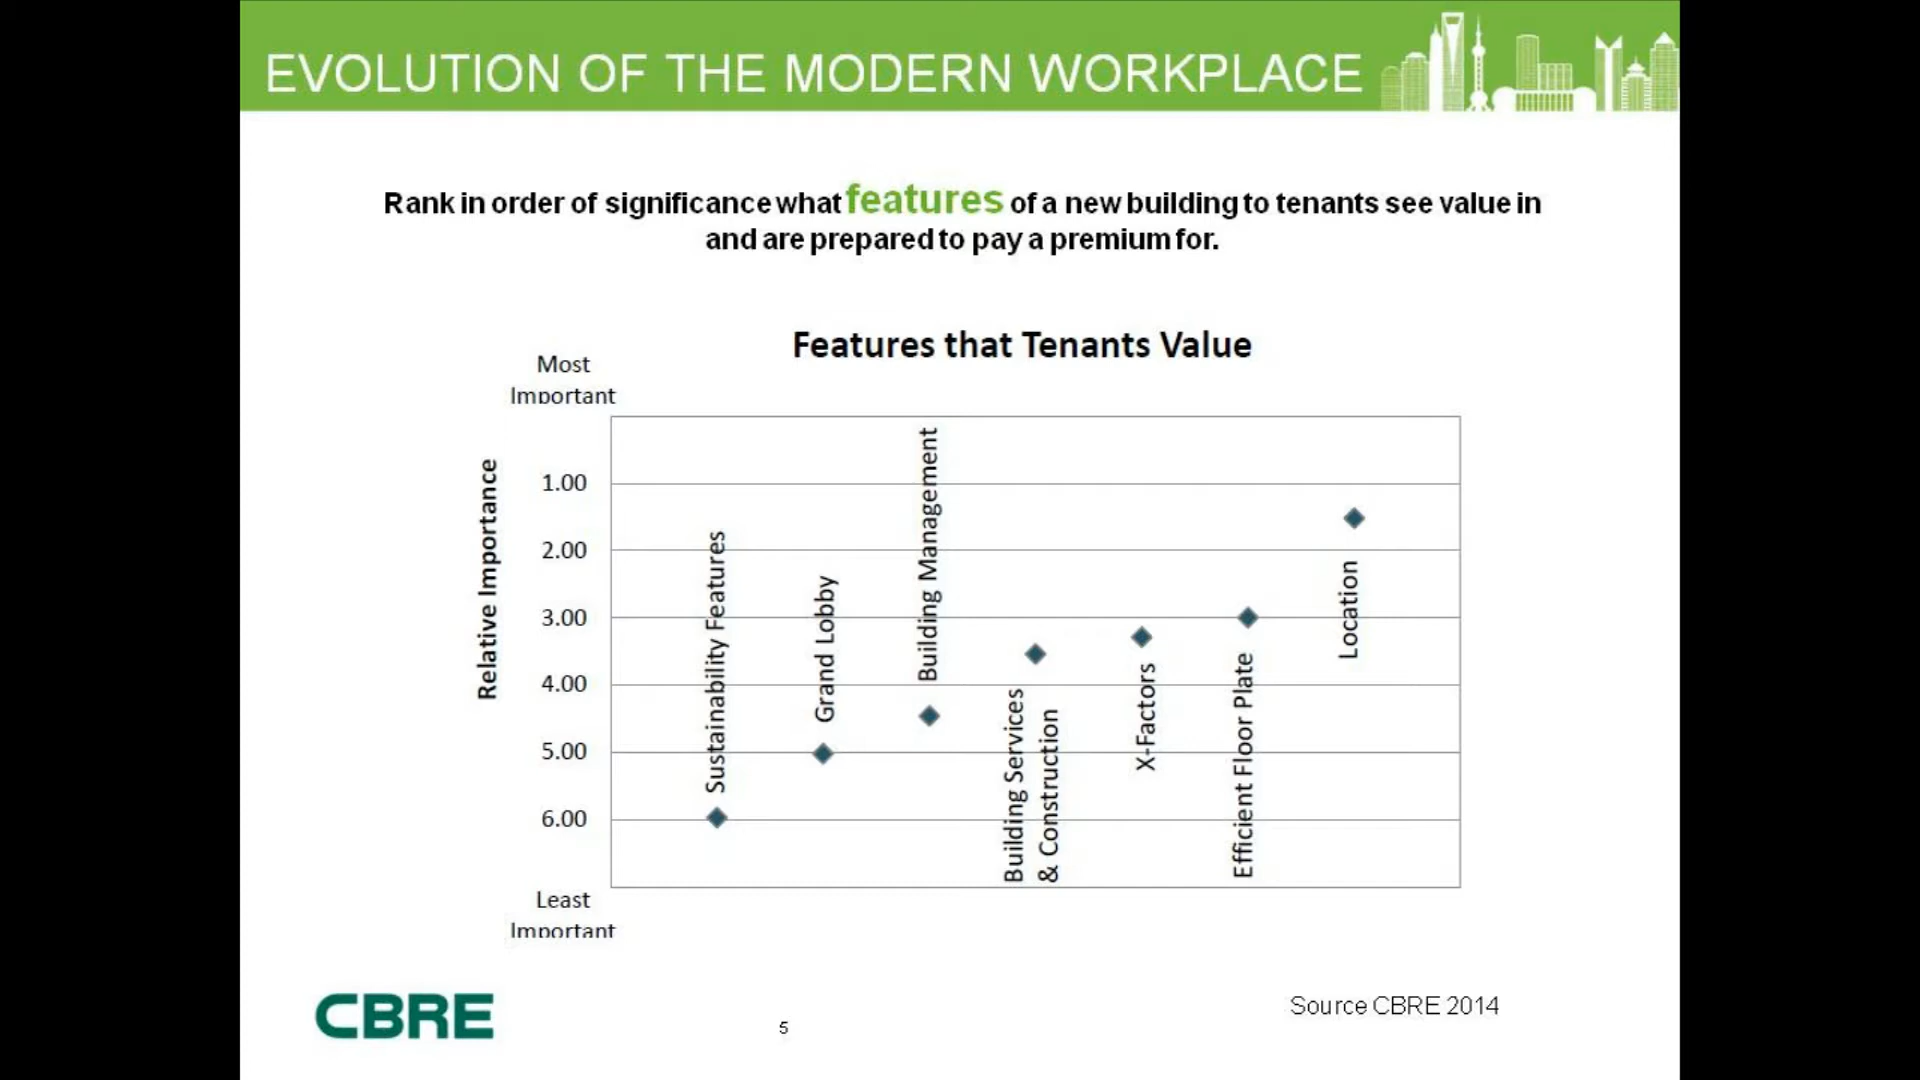 EVOLUTION OF THE MODERN WORKPLACE
Rank in order of significance what features of a new building to tenants see value in
and are prepared to pay a premium for.
Features that Tenants Value
Most
Important
Relative Importance
1.00
2.00
3.00
4.00
5.00
6.00
Sustainability Features
Grand Lobby
Building Management
Building Services
& Construction
X-Factors
Efficient Floor Plate
Location
Least
Important
CBRE
5
Source CBRE 2014